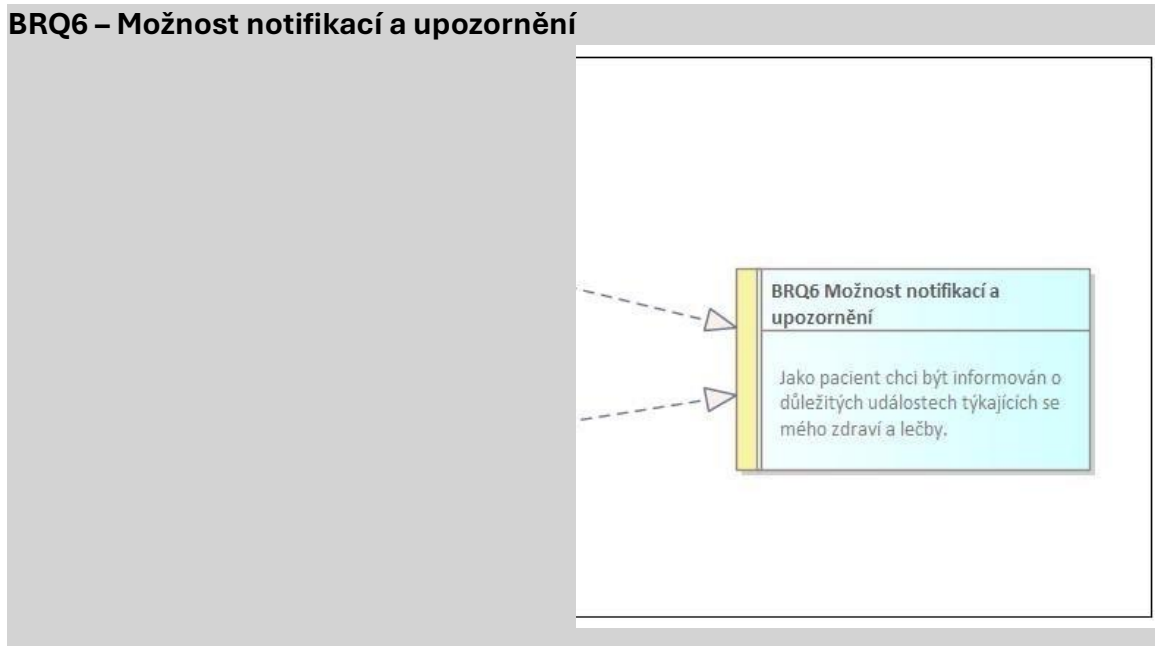 BRQ6 – Možnost notifikací a upozornění
BRQ6 Možnost notifikací a
upozornění
Jako pacient chci být informován o
důležitých událostech týkajících se
mého zdraví a lečby.